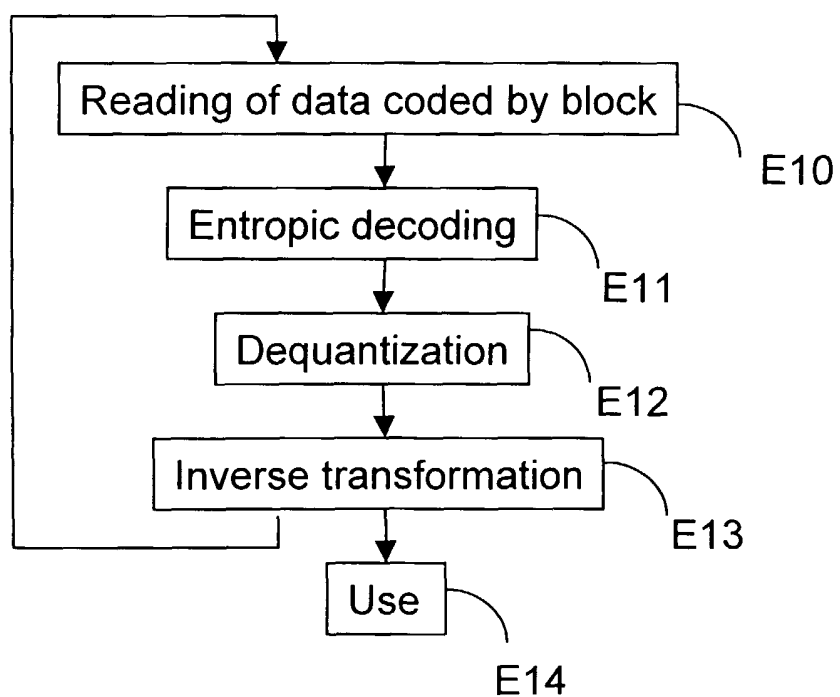 Reading of data coded by block
E10
Entropic decoding
E11
Dequantization
E12
Inverse transformation
E13
Use
E14